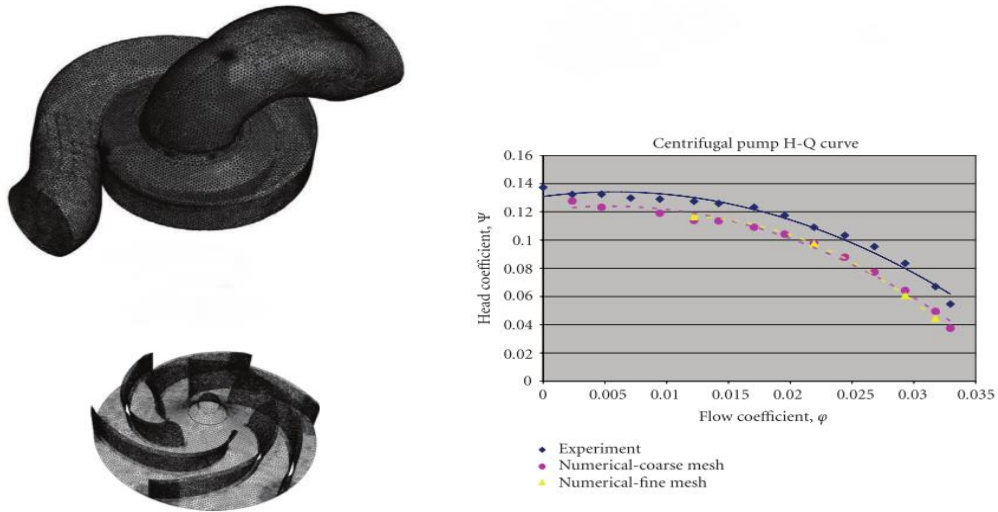 Centrifugal pump H-Q curve
0.16
0.14
0.12
0.1
0.08
0.06
0.04
0.02
0
Head coefficient, Ψ
0 0.005 0.01 0.015 0.02 0.025 0.03 0.035
Flow coefficient, φ
Experiment
Numerical-coarse mesh
Numerical-fine mesh